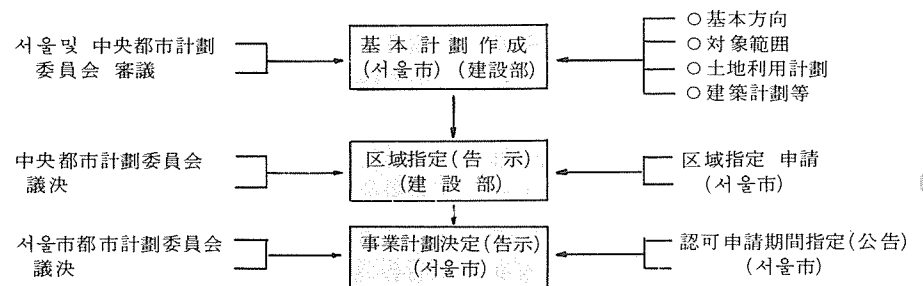 서울및 中央都市計劃
委員会 審議
基本計劃作成
(서울市) (建設部)
○基本方向
○対象範囲
○土地利用計劃
○建築計劃等
中央都市計劃委員会
議決
区域指定(告 示)
(建 設 部)
区域指定 申請
(서울市)
서울市都市計劃委員会
議決
事業計劃決定(告示)
(서울市)
認可申請期間指定(公告)
(서울市)